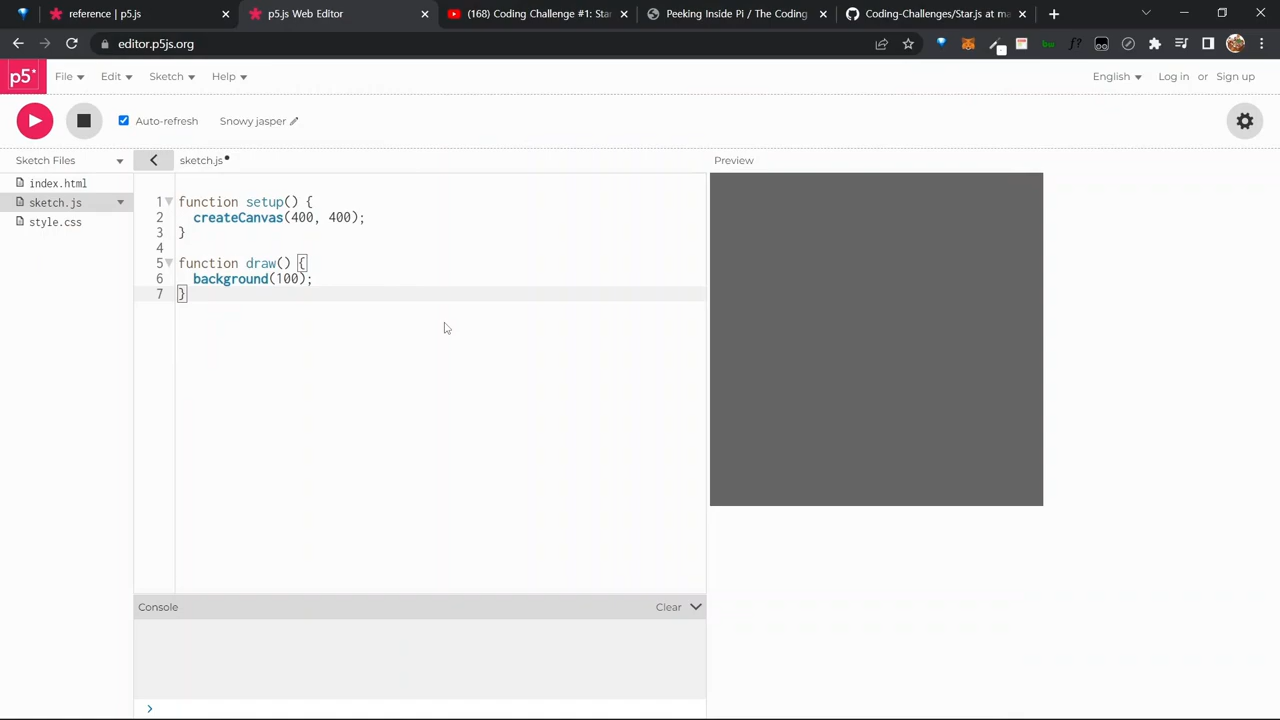 reference | p5.js
p5.js Web Editor
(168) Coding Challenge #1: Star
Peeking Inside Pi / The Coding
Coding-Challenges/Star.js at ma
editor.p5js.org
p5*
File
Edit
Sketch
Help
English
Log in or Sign up
Auto-refresh
Snowy jasper
Sketch Files
sketch.js
Preview
index.html
sketch.js
style.css
1 function setup() {
2 createCanvas(400, 400);
3 }
4
5 function draw() {
6 background(100);
7 }
Console
Clear
>